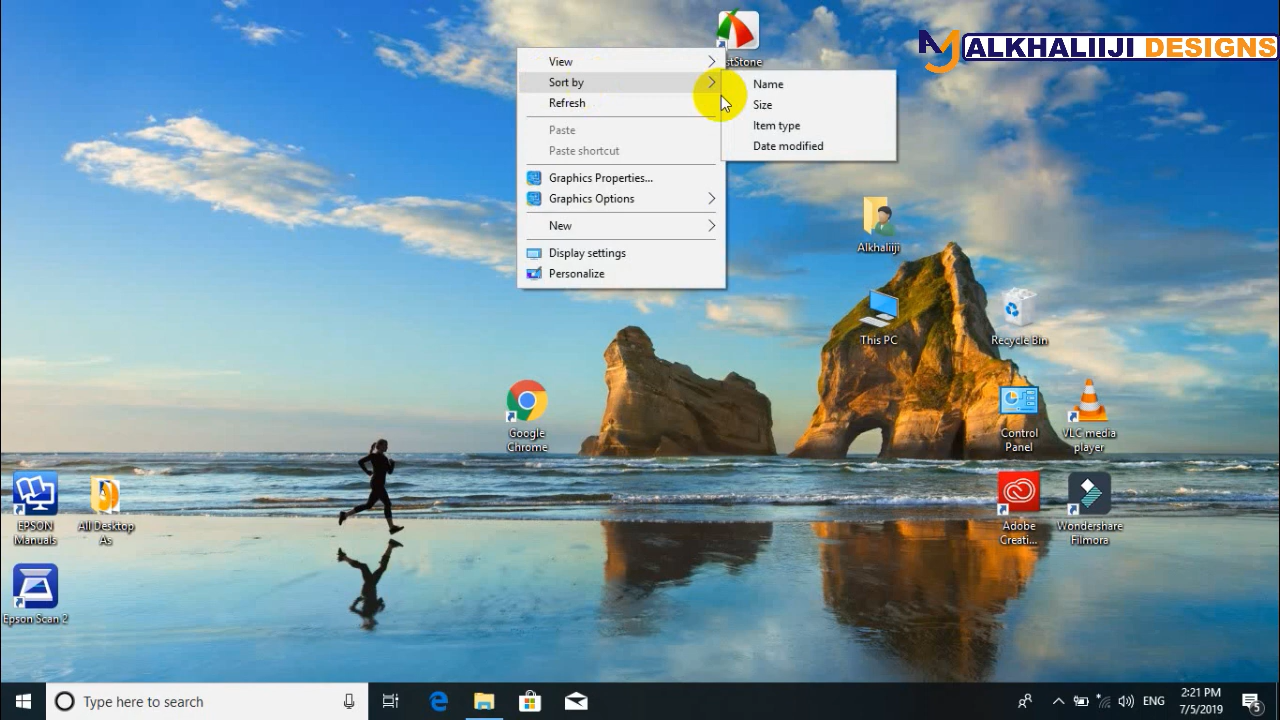 ALKHALIIJI DESIGNS
View
Sort by
Refresh
Paste
Paste shortcut
Graphics Properties...
Graphics Options
New
Display settings
Personalize
Name
Size
Item type
Date modified
Alkhaliiji
This PC
Recycle Bin
Google
Chrome
Control
Panel
VLC media
player
EPSON
Manuals
All Desktop
As
Adobe
Creati...
Wondershare
Filmora
Epson Scan 2
Type here to search
ENG
2:21 PM
7/5/2019
5